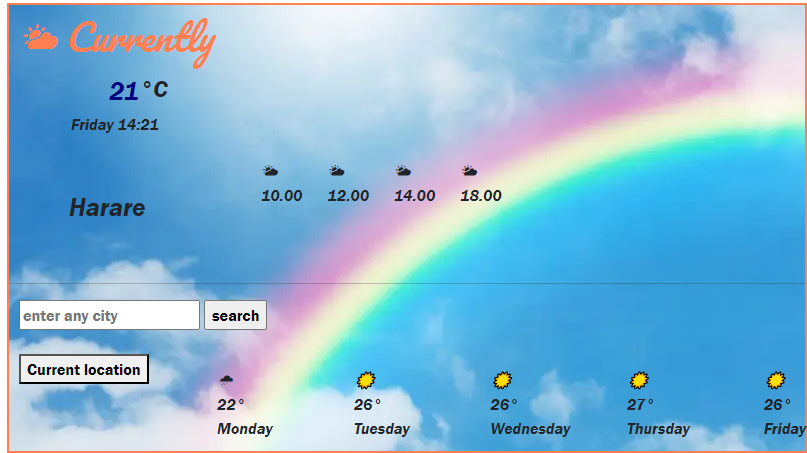 Currently
21°C
Friday 14:21
10.00 12.00 14.00 18.00
Harare
enter any city search
Current location
22° 26° 26° 27° 26°
Monday Tuesday Wednesday Thursday Friday